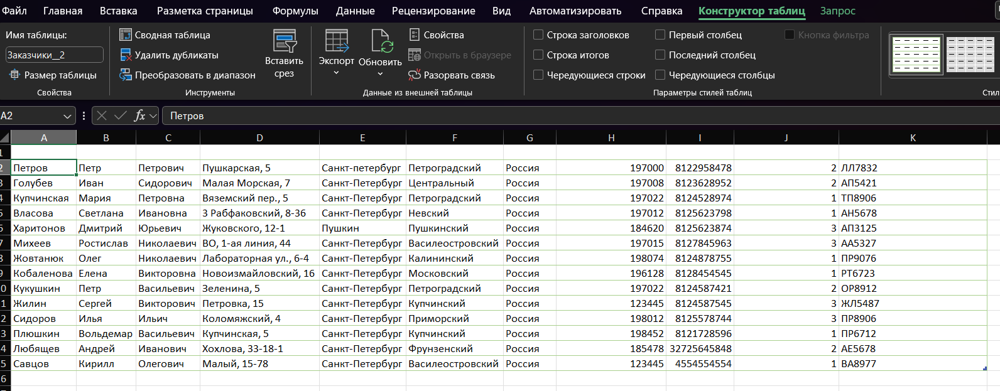 Файл Главная Вставка Разметка страницы Формулы Данные Рецензирование Вид Автоматизировать Справка Конструктор таблиц Запрос
Имя таблицы:
Заказчики__2
Размер таблицы
Свойства
Сводная таблица
Удалить дубликаты
Преобразовать в диапазон
Вставить срез
Инструменты
Экспорт
Обновить
Свойства
Открыть в браузере
Разорвать связь
Данные из внешней таблицы
Строка заголовков
Строка итогов
Чередующиеся строки
Первый столбец
Последний столбец
Чередующиеся столбцы
Кнопка фильтра
Параметры стилей таблиц
A2 fx Петров
A B C D E F G H I J K
1
2 Петров Петр Петрович Пушкарская, 5 Санкт-петербург Петроградский Россия 197000 8122958478 2 ЛЛ7832
3 Голубев Иван Сидорович Малая Морская, 7 Санкт-Петербург Центральный Россия 197008 8123628952 2 АП5421
4 Купчинская Мария Петровна Вяземский пер., 5 Санкт-Петербург Петроградский Россия 197022 8124528974 1 ТП8906
5 Власова Светлана Ивановна 3 Рабфаковский, 8-36 Санкт-Петербург Невский Россия 197012 8125623798 1 АН5678
6 Харитонов Дмитрий Юрьевич Жуковского, 12-1 Пушкин Пушкинский Россия 184620 8125623874 3 АП3125
7 Михеев Ростислав Николаевич ВО, 1-ая линия, 44 Санкт-Петербург Василеостровский Россия 197015 8127845963 3 АА5327
8 Жовтанюк Олег Николаевич Лабораторная ул., 6-4 Санкт-Петербург Калининский Россия 198074 8124878755 1 ПР9076
9 Кобаленова Елена Викторовна Новоизмайловский, 16 Санкт-Петербург Московский Россия 196128 8128454545 1 РТ6723
0 Кукушкин Петр Васильевич Зеленина, 5 Санкт-Петербург Петроградский Россия 197022 8124587421 2 ОР8912
1 Жилин Сергей Викторович Петровка, 15 Санкт-Петербург Купчинский Россия 123445 8124587545 3 ЖЛ5487
2 Сидоров Илья Ильич Коломяжский, 4 Санкт-Петербург Приморский Россия 198012 8125578744 3 ПР8906
3 Плюшкин Вольдемар Васильевич Купчинская, 5 Санкт-Петербург Купчинский Россия 198452 8121728596 1 ПР6712
4 Любящев Андрей Иванович Хохлова, 33-18-1 Санкт-Петербург Фрунзенский Россия 185478 32725645848 2 АЕ5678
5 Савцов Кирилл Олегович Малый, 15-78 Санкт-Петербург Василеостровский Россия 123445 4554554554 1 ВА8977
6